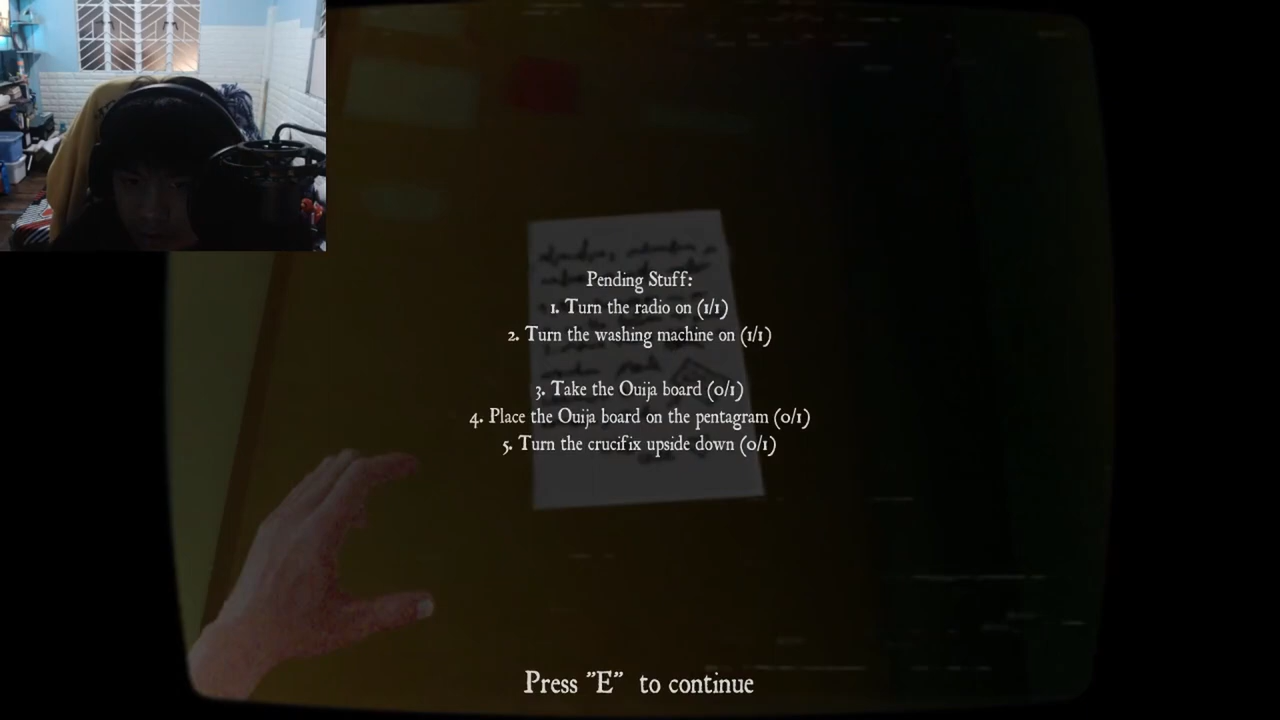 Pending Stuff:
1. Turn the radio on (1/1)
2. Turn the washing machine on (1/1)
3. Take the Ouija board (0/1)
4. Place the Ouija board on the pentagram (0/1)
5. Turn the crucifix upside down (0/1)
Press "E" to continue